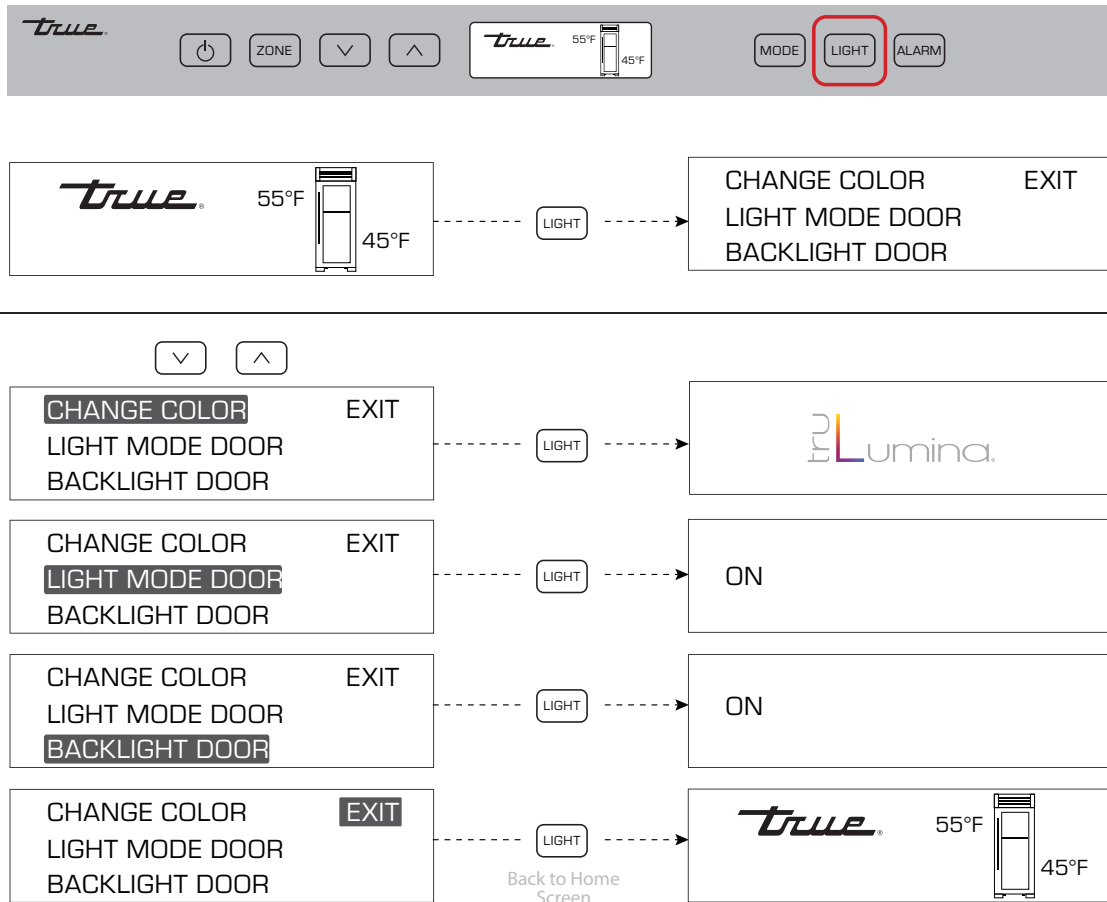 true®
ZONE
true® 55°F
45°F
MODE LIGHT ALARM
true® 55°F
45°F
LIGHT
CHANGE COLOR EXIT
LIGHT MODE DOOR
BACKLIGHT DOOR
CHANGE COLOR EXIT
LIGHT MODE DOOR
BACKLIGHT DOOR
LIGHT
tru Lumina®
CHANGE COLOR EXIT
LIGHT MODE DOOR
BACKLIGHT DOOR
LIGHT
ON
CHANGE COLOR EXIT
LIGHT MODE DOOR
BACKLIGHT DOOR
LIGHT
ON
CHANGE COLOR EXIT
LIGHT MODE DOOR
BACKLIGHT DOOR
LIGHT
Back to Home
Screen
true® 55°F
45°F